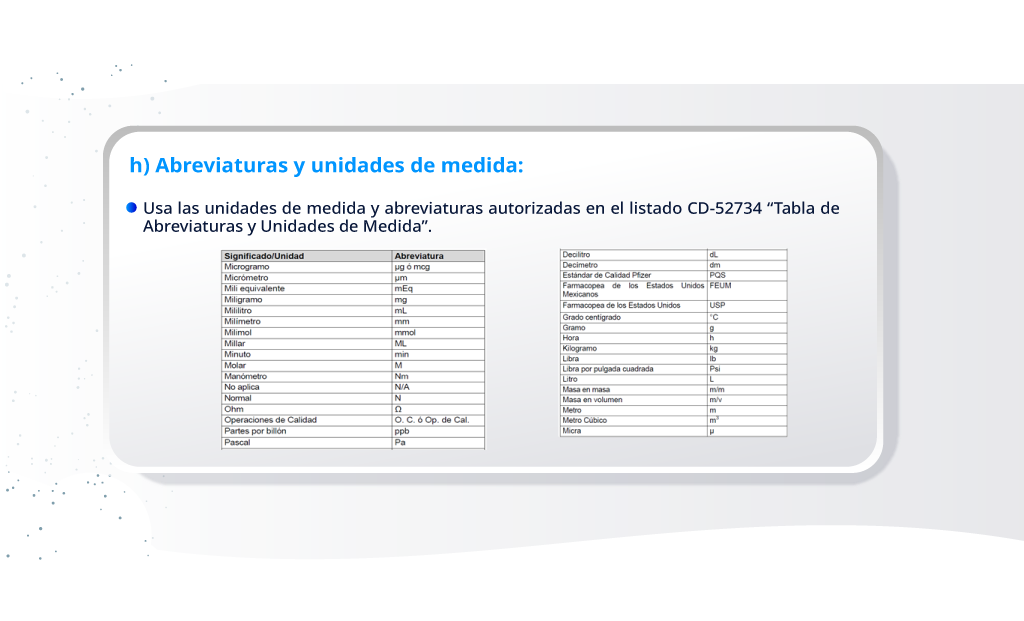 h) Abreviaturas y unidades de medida:
Usa las unidades de medida y abreviaturas autorizadas en el listado CD-52734 “Tabla de
Abreviaturas y Unidades de Medida”.
Significado/Unidad Abreviatura
Microgramo µg ó mcg
Micrómetro µm
Mili equivalente mEq
Miligramo mg
Mililitro mL
Milímetro mm
Milimol mmol
Millar ML
Minuto min
Molar M
Manómetro Nm
No aplica N/A
Normal N
Ohm Ω
Operaciones de Calidad O. C. ó Op. de Cal.
Partes por billón ppb
Pascal Pa
Decilitro dL
Decímetro dm
Estándar de Calidad Pfizer PQS
Farmacopea de los Estados Unidos FEUM
Mexicanos
Farmacopea de los Estados Unidos USP
Grado centígrado °C
Gramo g
Hora h
Kilogramo kg
Libra lb
Libra por pulgada cuadrada Psi
Litro L
Masa en masa m/m
Masa en volumen m/v
Metro m
Metro Cúbico m³
Micra µ